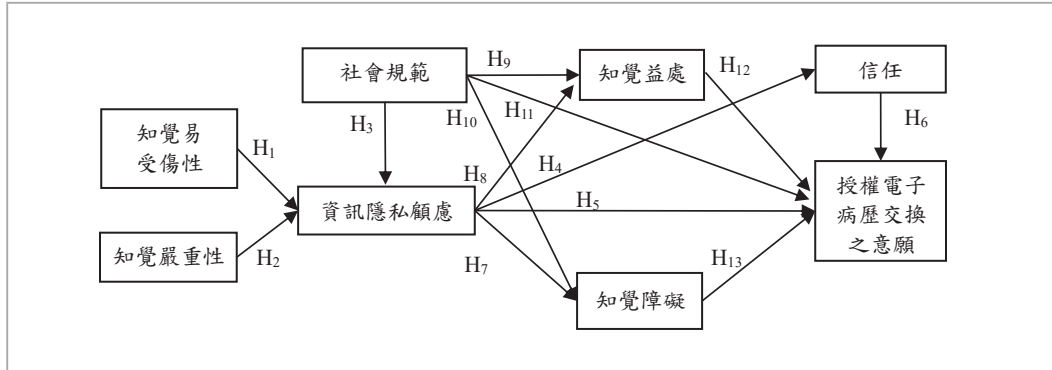 社會規範
H₉
知覺益處
H₁₂
信任
H₃
H₁₀
H₁₁
H₆
知覺易
受傷性
H₁
H₈
H₄
資訊隱私顧慮
H₅
授權電子
病歷交換
之意願
知覺嚴重性
H₂
H₇
H₁₃
知覺障礙